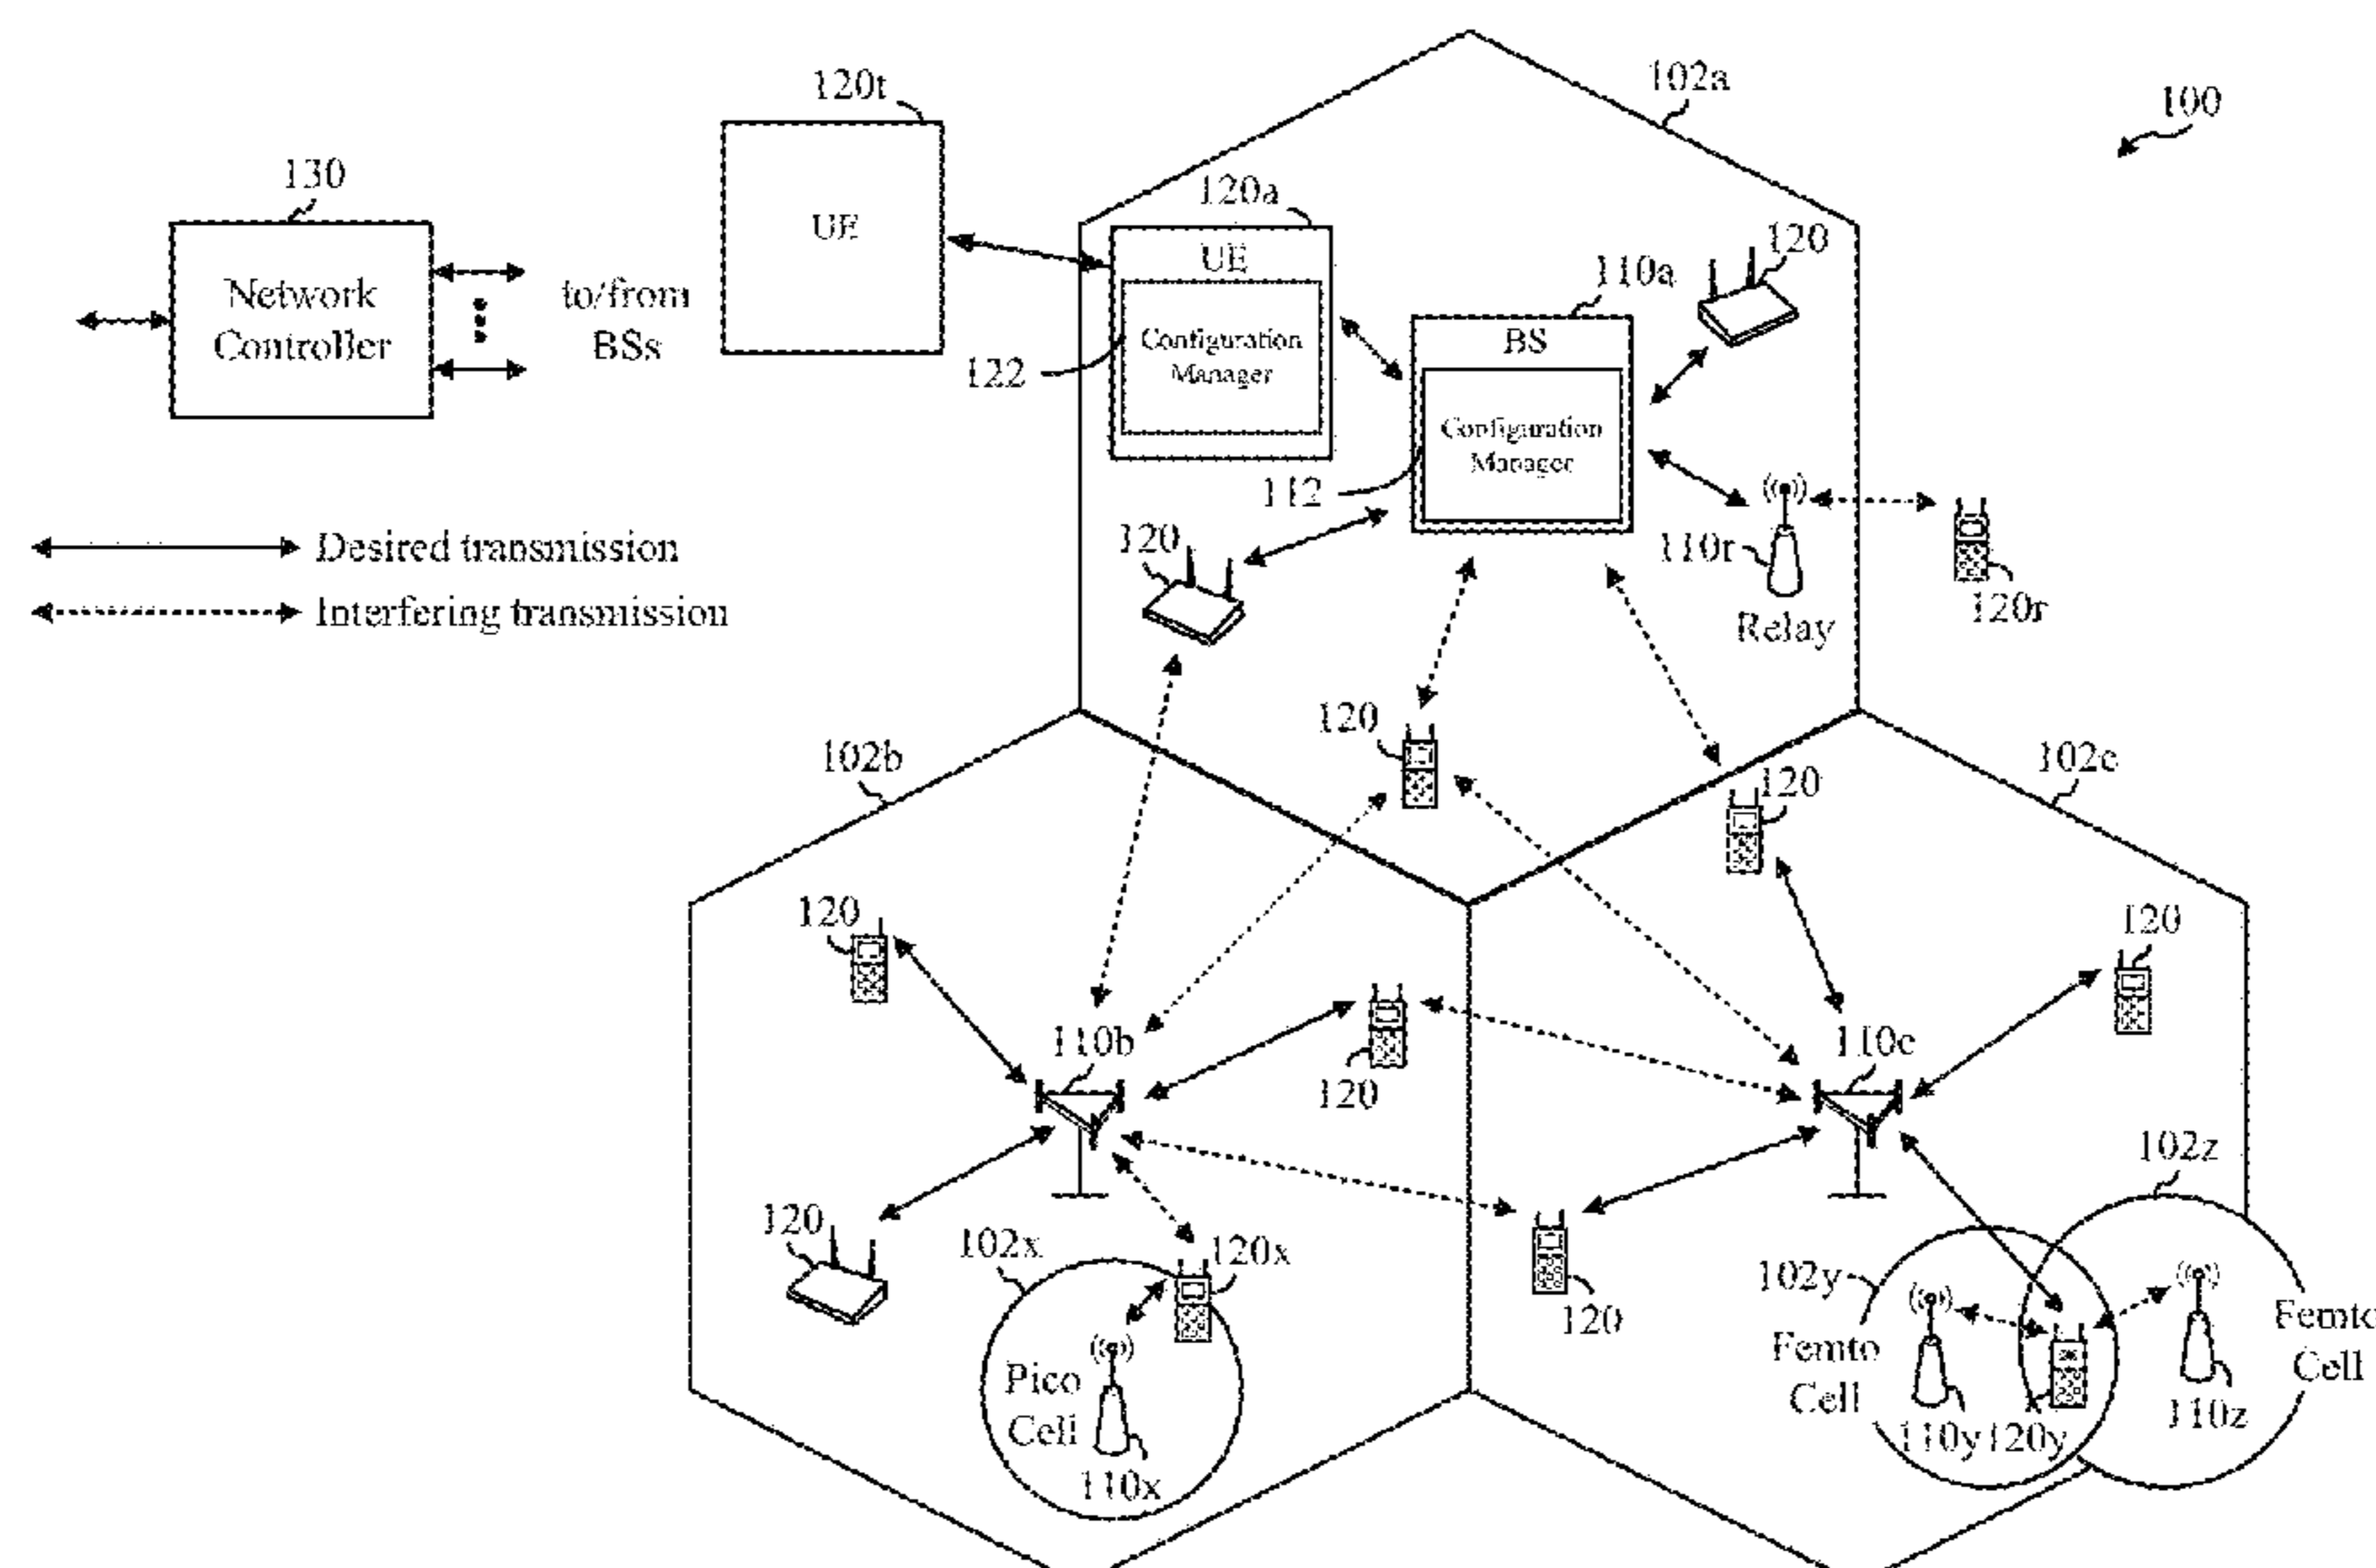 102a
100
120t
130
120a
120
UE
UE
110a
Network
Controller
to/from
BSs
Configuration
Manager
BS
122
Configuration
Manager
112
110r
120r
Relay
120
Desired transmission
Interfering transmission
120
102b
102c
120
120
120
110b
110c
120
102z
120
102x
120x
102y
120
Femto
Cell
Femto
Cell
Pico
Cell
110y
120y
110z
110x